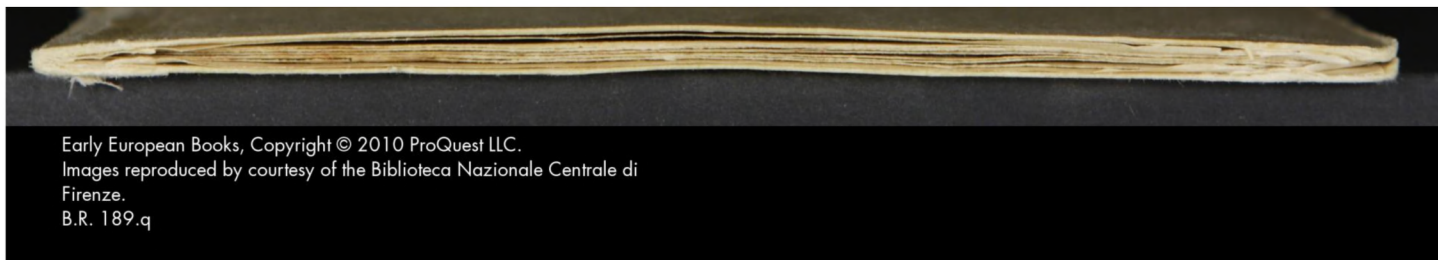 Early European Books, Copyright © 2010 ProQuest LLC.
Images reproduced by courtesy of the Biblioteca Nazionale Centrale di
Firenze.
B.R. 189.q